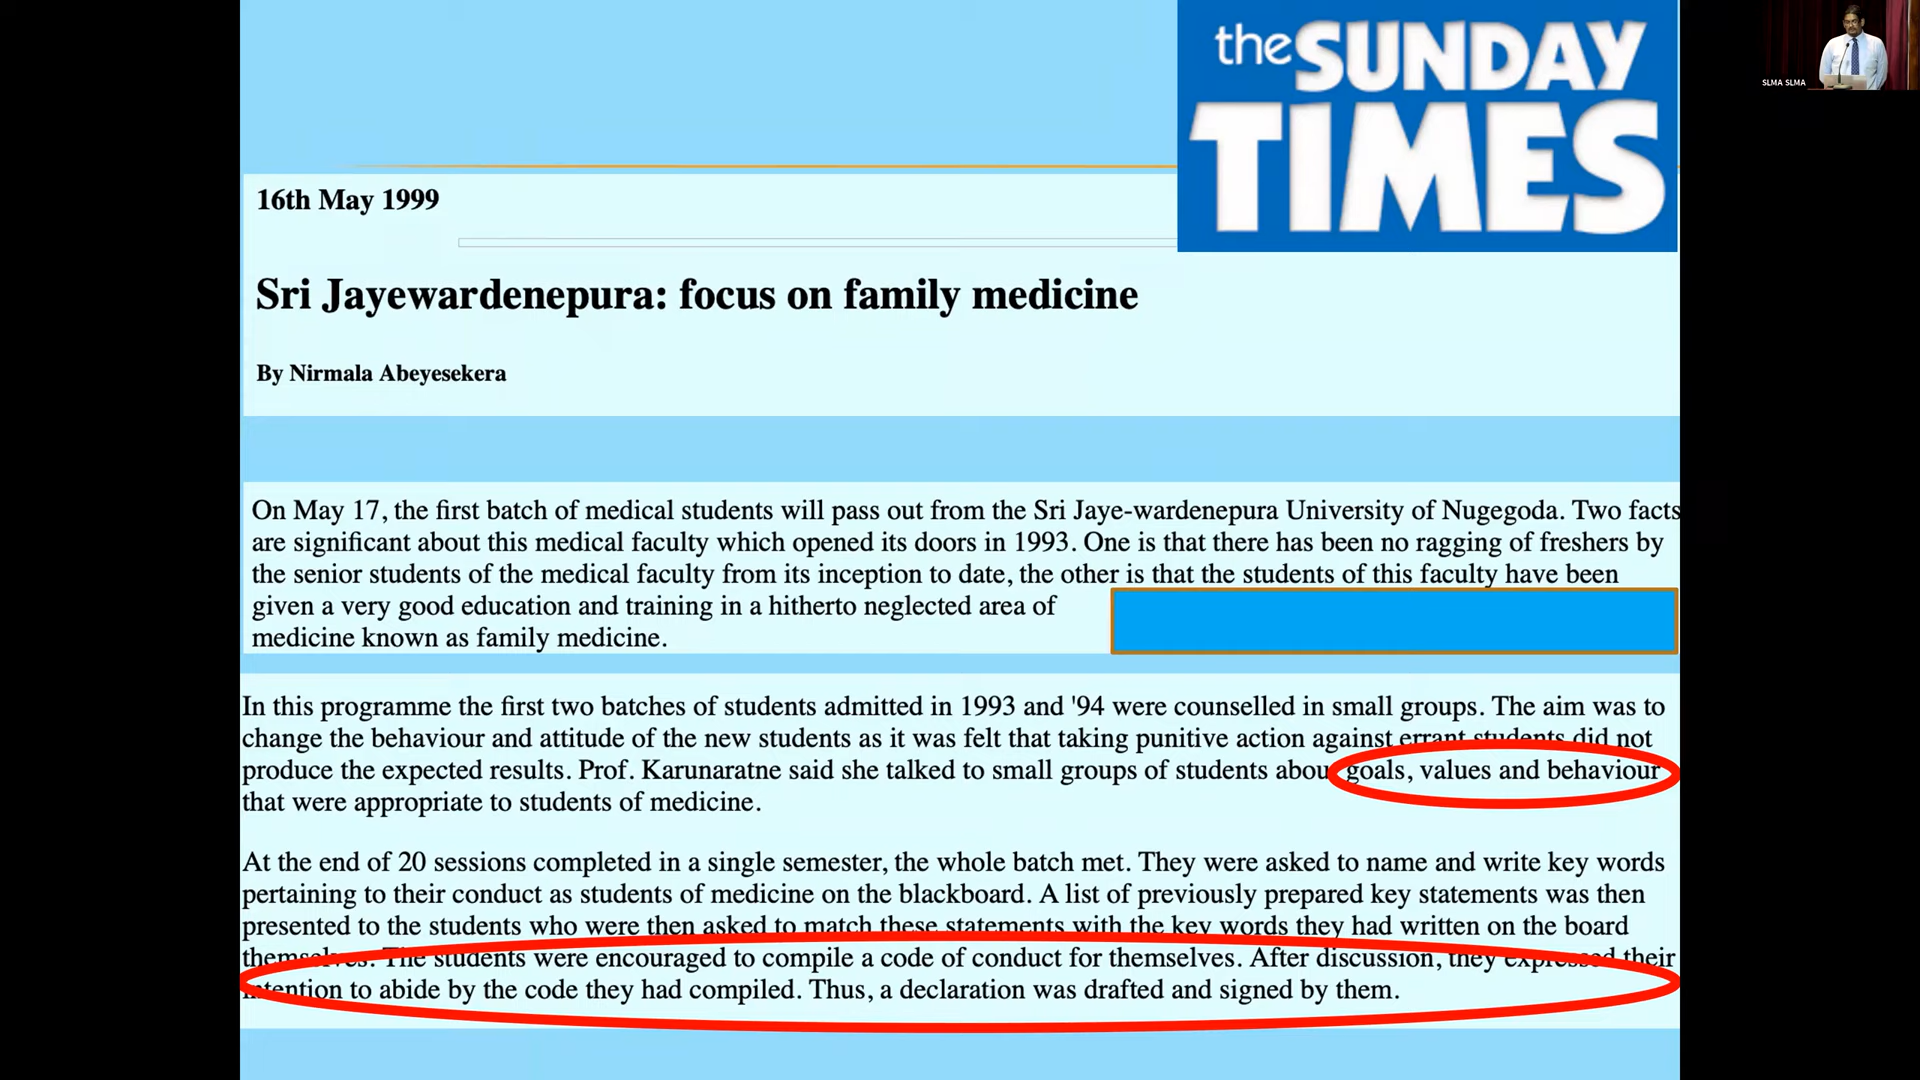 the SUNDAY
TIMES
SLMA SLMA
16th May 1999
Sri Jayewardenepura: focus on family medicine
By Nirmala Abeyesekera
On May 17, the first batch of medical students will pass out from the Sri Jaye-wardenepura University of Nugegoda. Two facts
are significant about this medical faculty which opened its doors in 1993. One is that there has been no ragging of freshers by
the senior students of the medical faculty from its inception to date, the other is that the students of this faculty have been
given a very good education and training in a hitherto neglected area of
medicine known as family medicine.
In this programme the first two batches of students admitted in 1993 and '94 were counselled in small groups. The aim was to
change the behaviour and attitude of the new students as it was felt that taking punitive action against errant students did not
produce the expected results. Prof. Karunaratne said she talked to small groups of students about goals, values and behaviour
that were appropriate to students of medicine.
At the end of 20 sessions completed in a single semester, the whole batch met. They were asked to name and write key words
pertaining to their conduct as students of medicine on the blackboard. A list of previously prepared key statements was then
presented to the students who were then asked to match these statements with the key words they had written on the board
themselves. The students were encouraged to compile a code of conduct for themselves. After discussion, they expressed their
intention to abide by the code they had compiled. Thus, a declaration was drafted and signed by them.